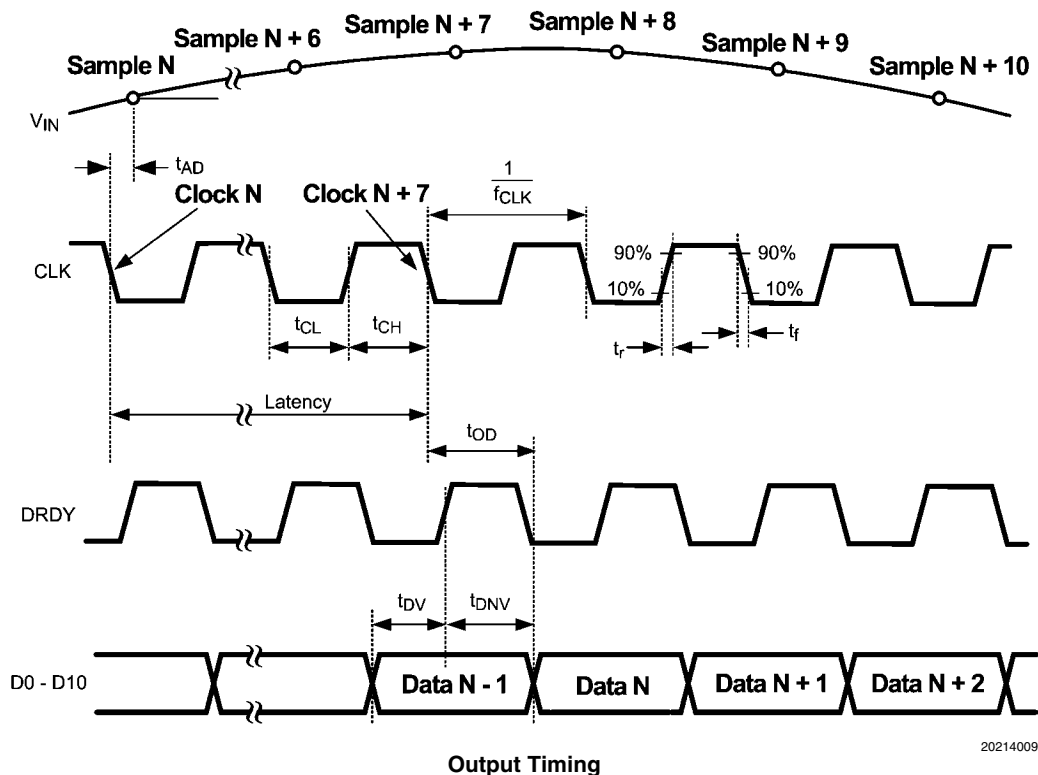 Sample N
Sample N + 6
Sample N + 7
Sample N + 8
Sample N + 9
Sample N + 10
VIN
tAD
Clock N
Clock N + 7
1
fCLK
CLK
90%
90%
10%
10%
tCL
tCH
tr
tf
Latency
tOD
DRDY
tDV
tDNV
D0 - D10
Data N - 1
Data N
Data N + 1
Data N + 2
20214009
Output Timing